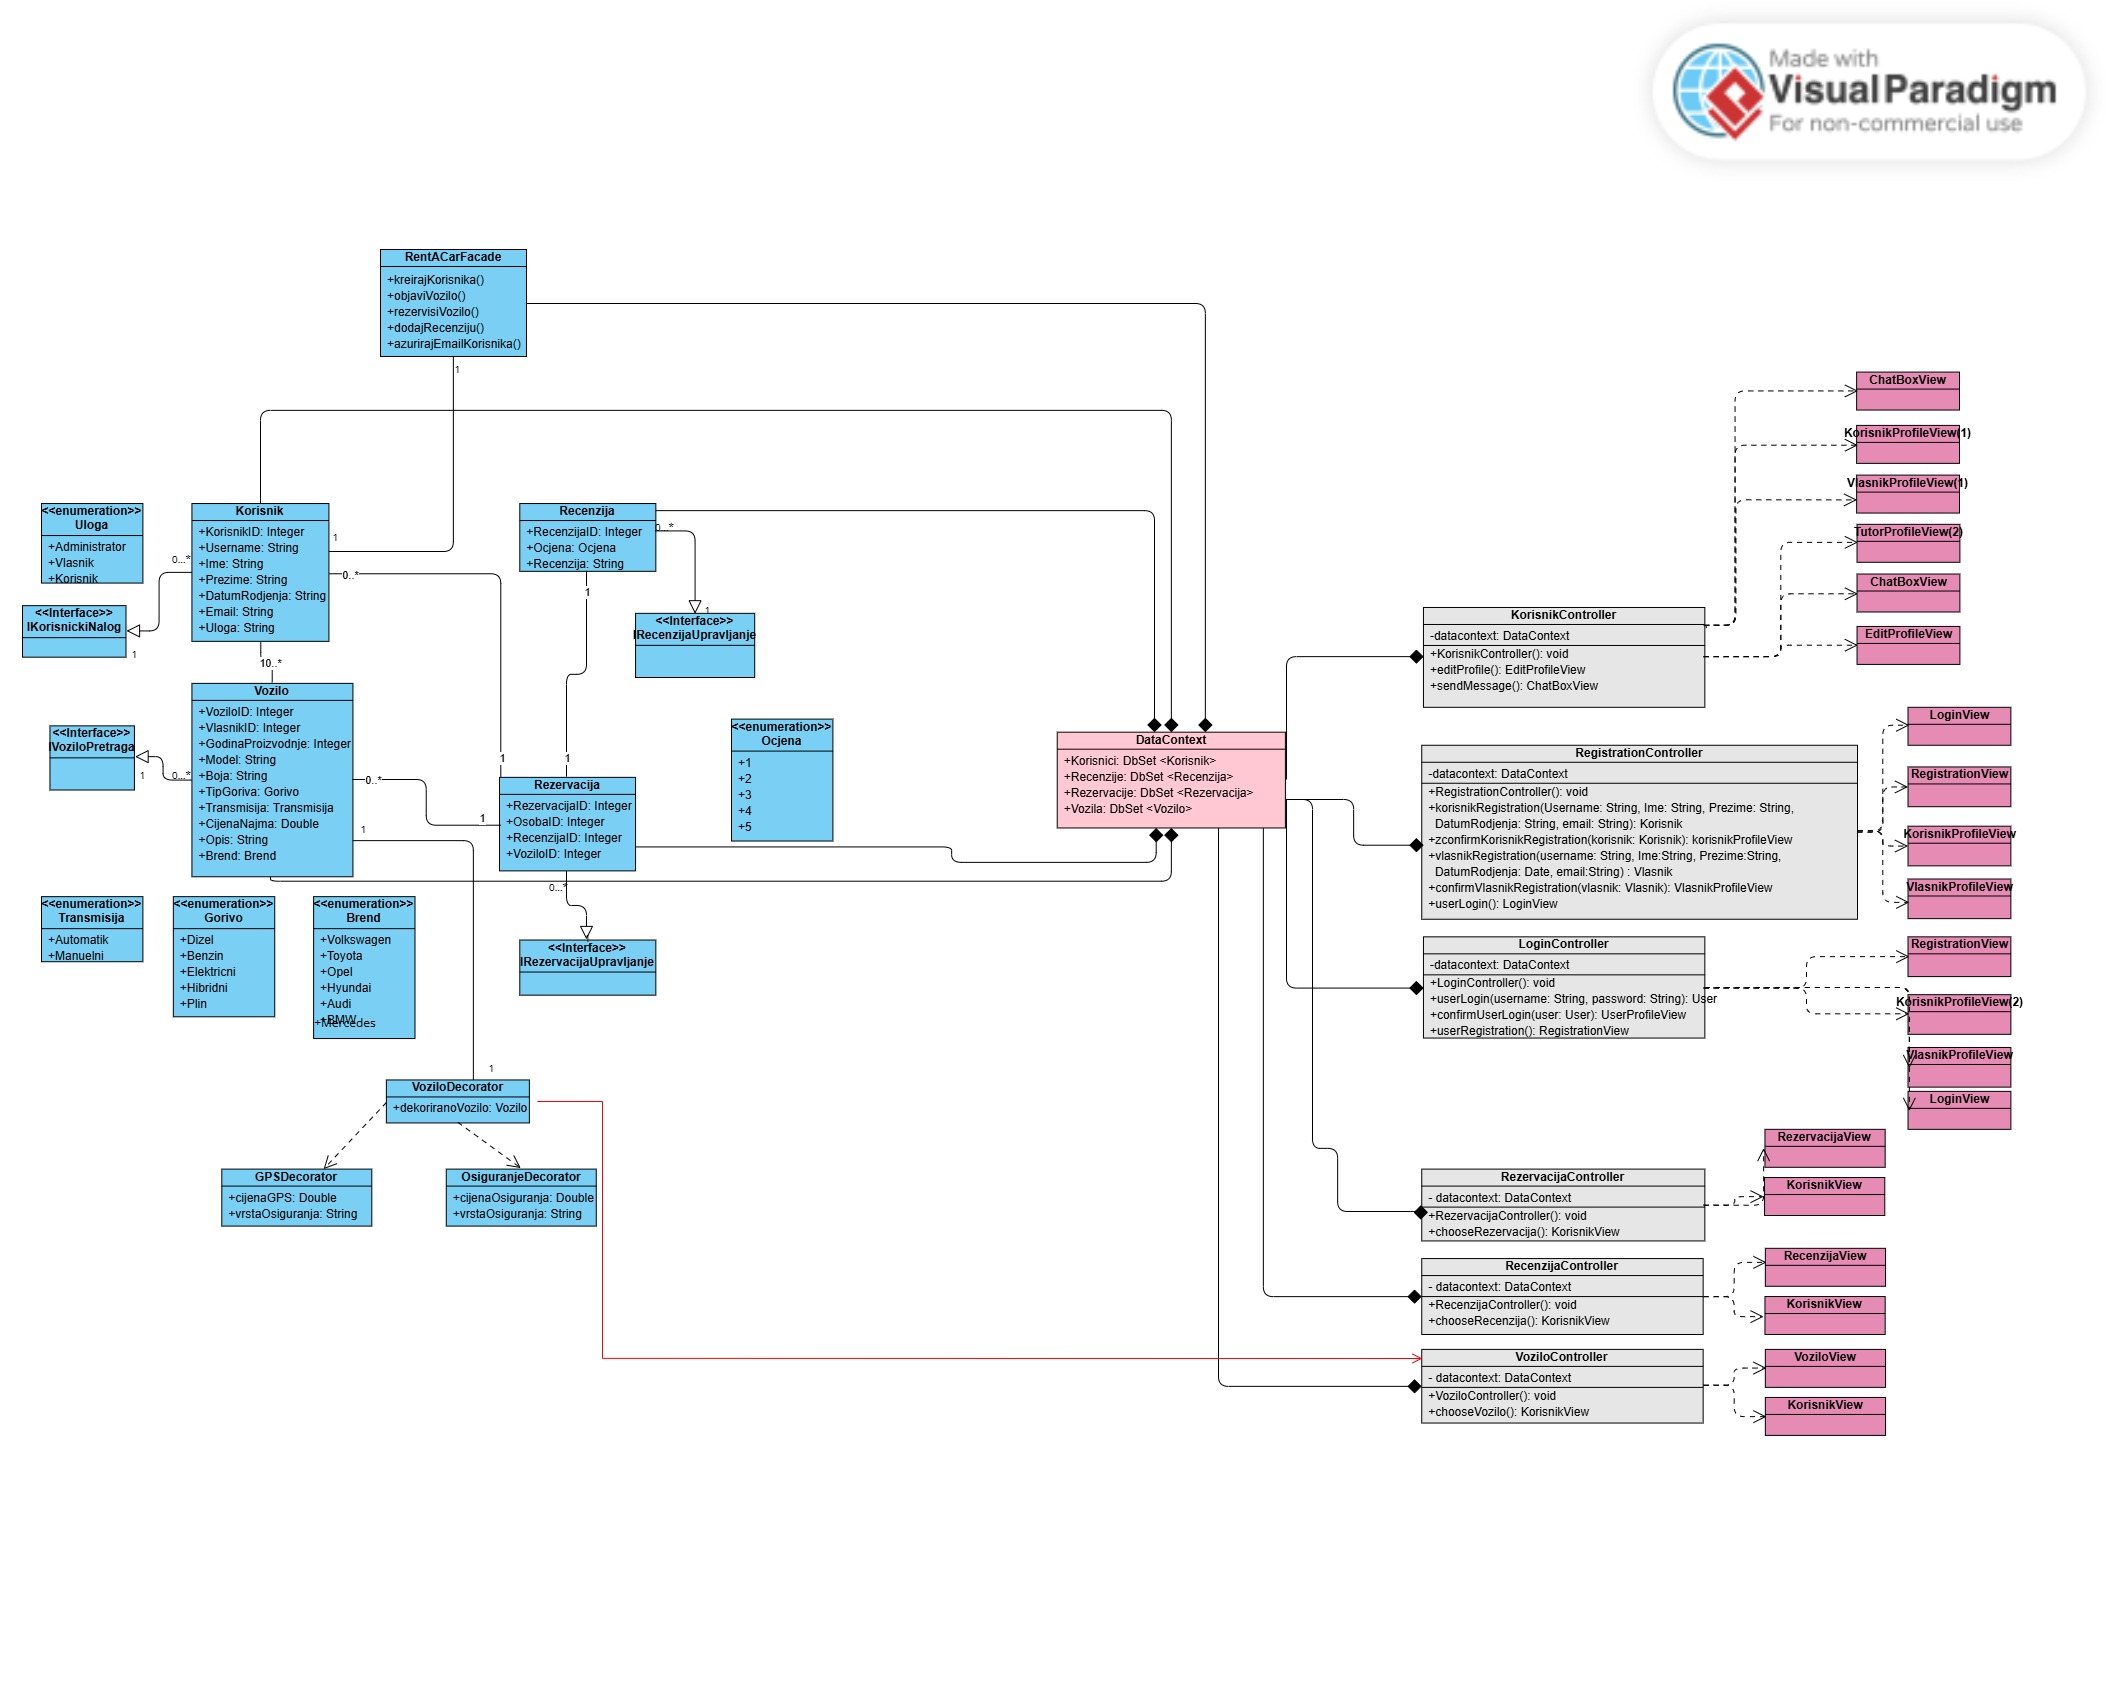 Made with
Visual Paradigm
For non-commercial use
RentACarFacade
+kreirajKorisnika()
+objaviVozilo()
+rezervisiVozilo()
+dodajRecenziju()
+azurirajEmailKorisnika()
1
<<enumeration>>
Uloga
+Administrator
+Vlasnik
+Korisnik
<<Interface>>
IKorisnickiNalog
1
0...*
Korisnik
+KorisnikID: Integer
+Username: String
+Ime: String
+Prezime: String
+DatumRodjenja: String
+Email: String
+Uloga: String
1
0..*
10..*
Recenzija
+RecenzijaID: Integer
+Ocjena: Ocjena
+Recenzija: String
0...*
1
1
<<Interface>>
IRecenzijaUpravljanje
<<Interface>>
IVoziloPretraga
1
0...*
Vozilo
+VoziloID: Integer
+VlasnikID: Integer
+GodinaProizvodnje: Integer
+Model: String
+Boja: String
+TipGoriva: Gorivo
+Transmisija: Transmisija
+CijenaNajma: Double
+Opis: String
+Brend: Brend
0..*
1
1
1
1
Rezervacija
+RezervacijaID: Integer
+OsobaID: Integer
+RecenzijaID: Integer
+VoziloID: Integer
0...*
<<Interface>>
IRezervacijaUpravljanje
<<enumeration>>
Ocjena
+1
+2
+3
+4
+5
<<enumeration>>
Transmisija
+Automatik
+Manuelni
<<enumeration>>
Gorivo
+Dizel
+Benzin
+Elektricni
+Hibridni
+Plin
<<enumeration>>
Brend
+Volkswagen
+Toyota
+Opel
+Hyundai
+Audi
+BMW
+Mercedes
1
VoziloDecorator
+dekoriranoVozilo: Vozilo
GPSDecorator
+cijenaGPS: Double
+vrstaOsiguranja: String
OsiguranjeDecorator
+cijenaOsiguranja: Double
+vrstaOsiguranja: String
DataContext
+Korisnici: DbSet <Korisnik>
+Recenzije: DbSet <Recenzija>
+Rezervacije: DbSet <Rezervacija>
+Vozila: DbSet <Vozilo>
KorisnikController
-datacontext: DataContext
+KorisnikController(): void
+editProfile(): EditProfileView
+sendMessage(): ChatBoxView
ChatBoxView
KorisnikProfileView(1)
VlasnikProfileView(1)
TutorProfileView(2)
ChatBoxView
EditProfileView
RegistrationController
-datacontext: DataContext
+RegistrationController(): void
+korisnikRegistration(Username: String, Ime: String, Prezime: String,
DatumRodjenja: String, email: String): Korisnik
+zconfirmKorisnikRegistration(korisnik: Korisnik): korisnikProfileView
+vlasnikRegistration(username: String, Ime:String, Prezime:String,
DatumRodjenja: Date, email:String) : Vlasnik
+confirmVlasnikRegistration(vlasnik: Vlasnik): VlasnikProfileView
+userLogin(): LoginView
LoginView
RegistrationView
KorisnikProfileView
VlasnikProfileView
LoginController
-datacontext: DataContext
+LoginController(): void
+userLogin(username: String, password: String): User
+confirmUserLogin(user: User): UserProfileView
+userRegistration(): RegistrationView
RegistrationView
KorisnikProfileView(2)
VlasnikProfileView
LoginView
RezervacijaController
- datacontext: DataContext
+RezervacijaController(): void
+chooseRezervacija(): KorisnikView
RezervacijaView
KorisnikView
RecenzijaController
- datacontext: DataContext
+RecenzijaController(): void
+chooseRecenzija(): KorisnikView
RecenzijaView
KorisnikView
VoziloController
- datacontext: DataContext
+VoziloController(): void
+chooseVozilo(): KorisnikView
VoziloView
KorisnikView